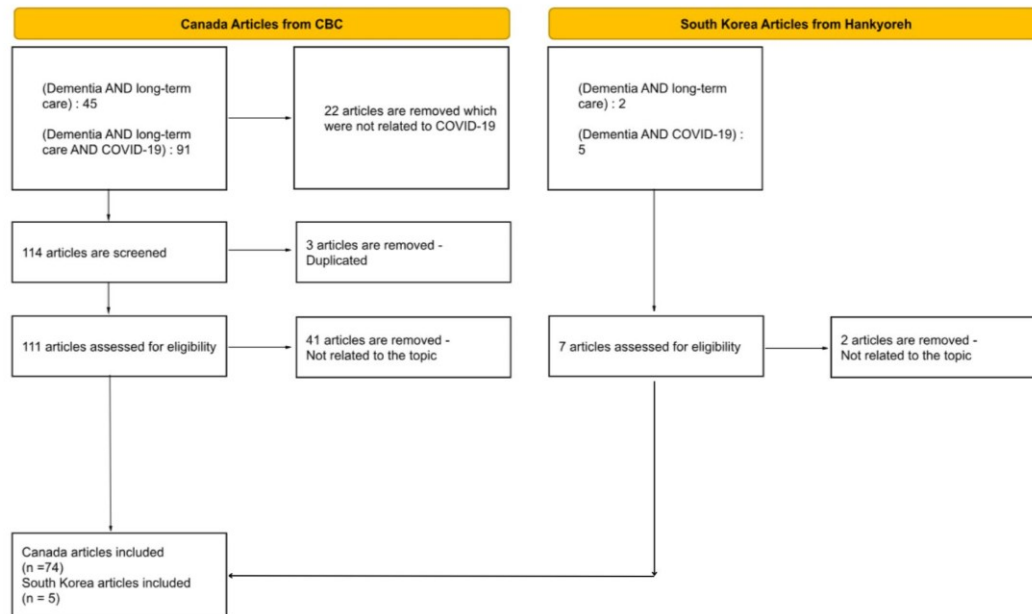 Canada Articles from CBC
South Korea Articles from Hankyoreh
(Dementia AND long-term
care) : 45
(Dementia AND long-term
care AND COVID-19) : 91
22 articles are removed which
were not related to COVID-19
(Dementia AND long-term
care) : 2
(Dementia AND COVID-19) :
5
114 articles are screened
3 articles are removed -
Duplicated
111 articles assessed for eligibility
41 articles are removed -
Not related to the topic
7 articles assessed for eligibility
2 articles are removed -
Not related to the topic
Canada articles included
(n =74)
South Korea articles included
(n = 5)